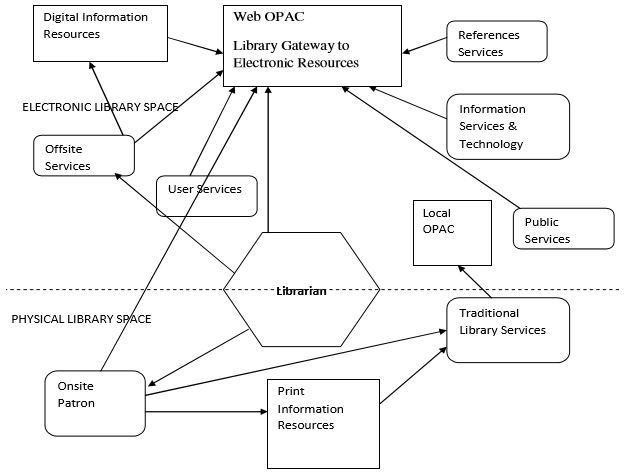 Digital Information
Resources
Web OPAC
Library Gateway to
Electronic Resources
References
Services
ELECTRONIC LIBRARY SPACE
Information
Services &
Technology
Offsite
Services
User Services
Local
OPAC
Public
Services
Librarian
PHYSICAL LIBRARY SPACE
Traditional
Library Services
Onsite
Patron
Print
Information
Resources